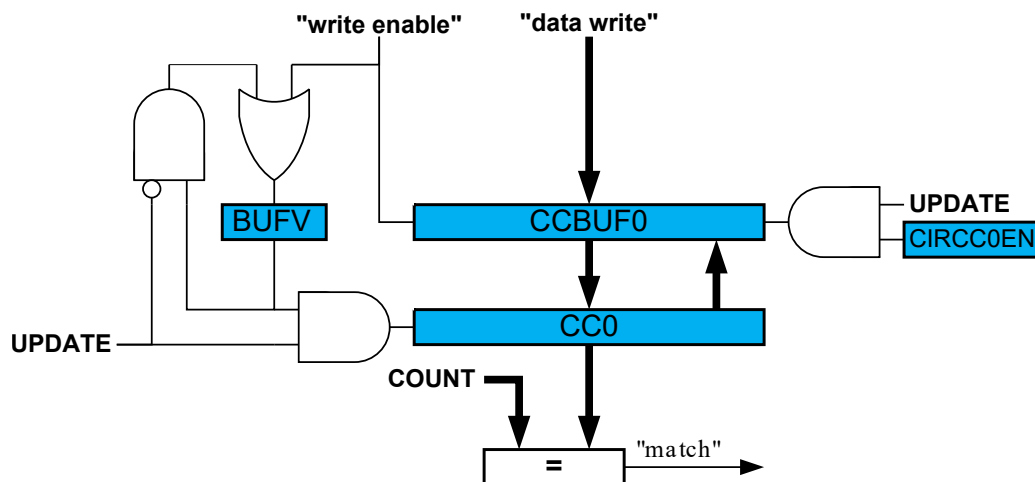 "write enable"
"data write"
BUFV
CCBUF0
UPDATE
CIRCC0EN
CC0
UPDATE
COUNT
=
"match"